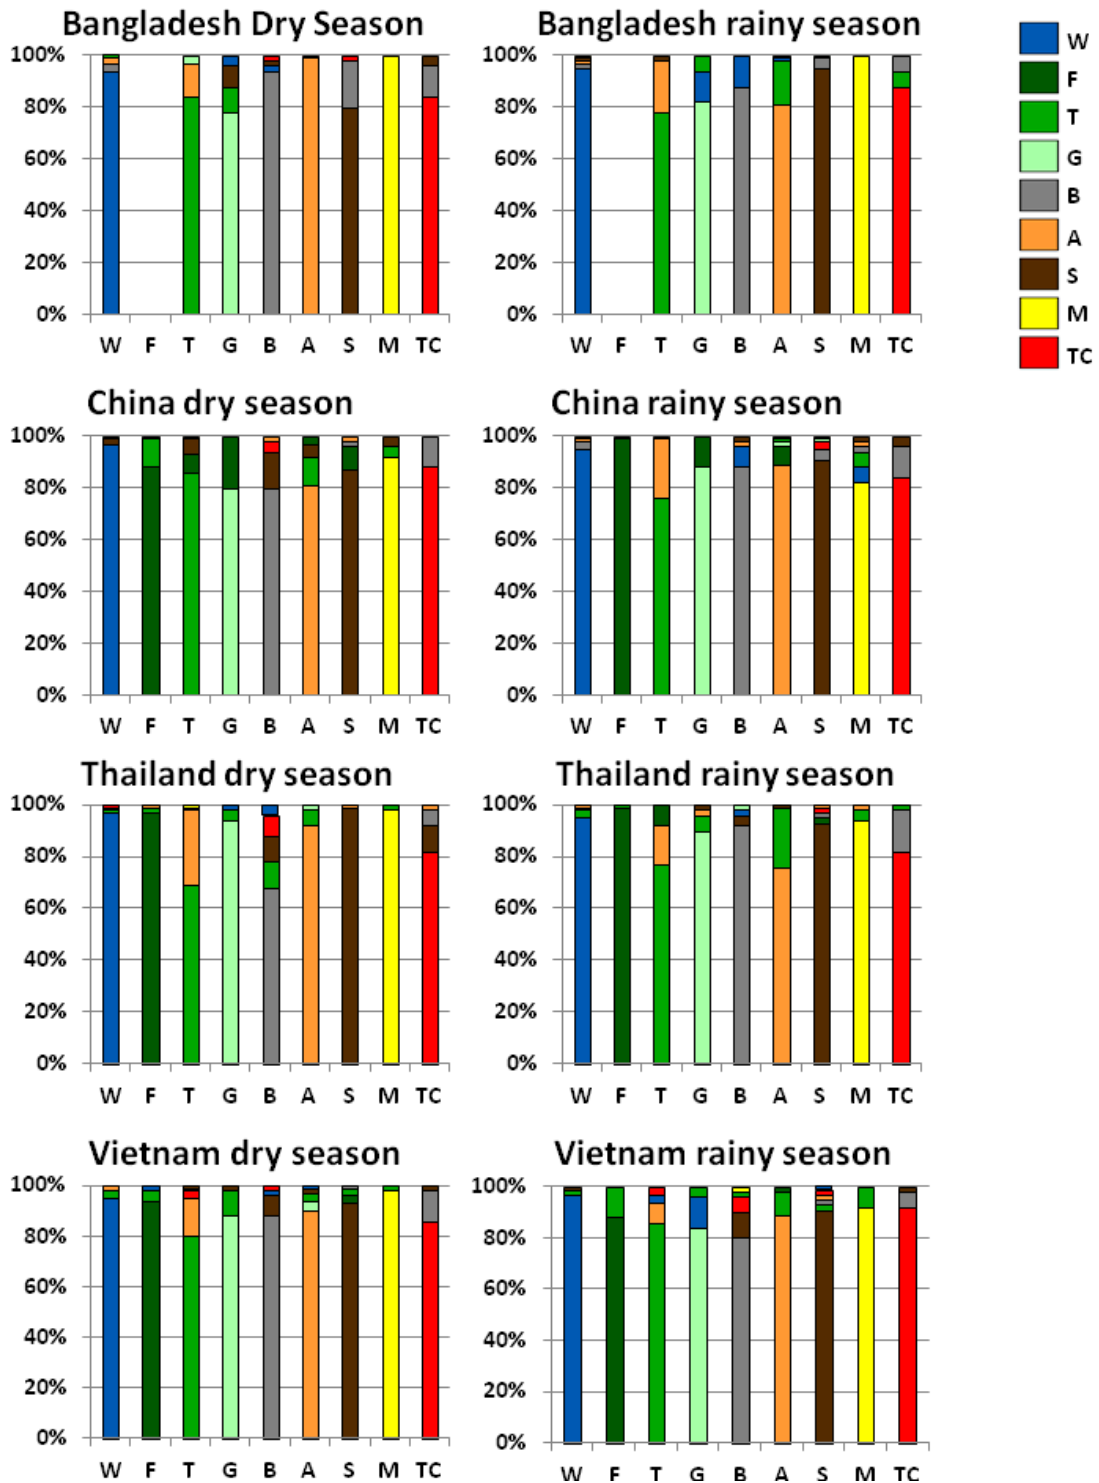 Bangladesh Dry Season
100%
80%
60%
40%
20%
0%
W F T G B A S M TC
Bangladesh rainy season
100%
80%
60%
40%
20%
0%
W F T G B A S M TC
W
F
T
G
B
A
S
M
TC
China dry season
100%
80%
60%
40%
20%
0%
W F T G B A S M TC
China rainy season
100%
80%
60%
40%
20%
0%
W F T G B A S M TC
Thailand dry season
100%
80%
60%
40%
20%
0%
W F T G B A S M TC
Thailand rainy season
100%
80%
60%
40%
20%
0%
W F T G B A S M TC
Vietnam dry season
100%
80%
60%
40%
20%
0%
W F T G B A S M TC
Vietnam rainy season
100%
80%
60%
40%
20%
0%
W F T G B A S M TC